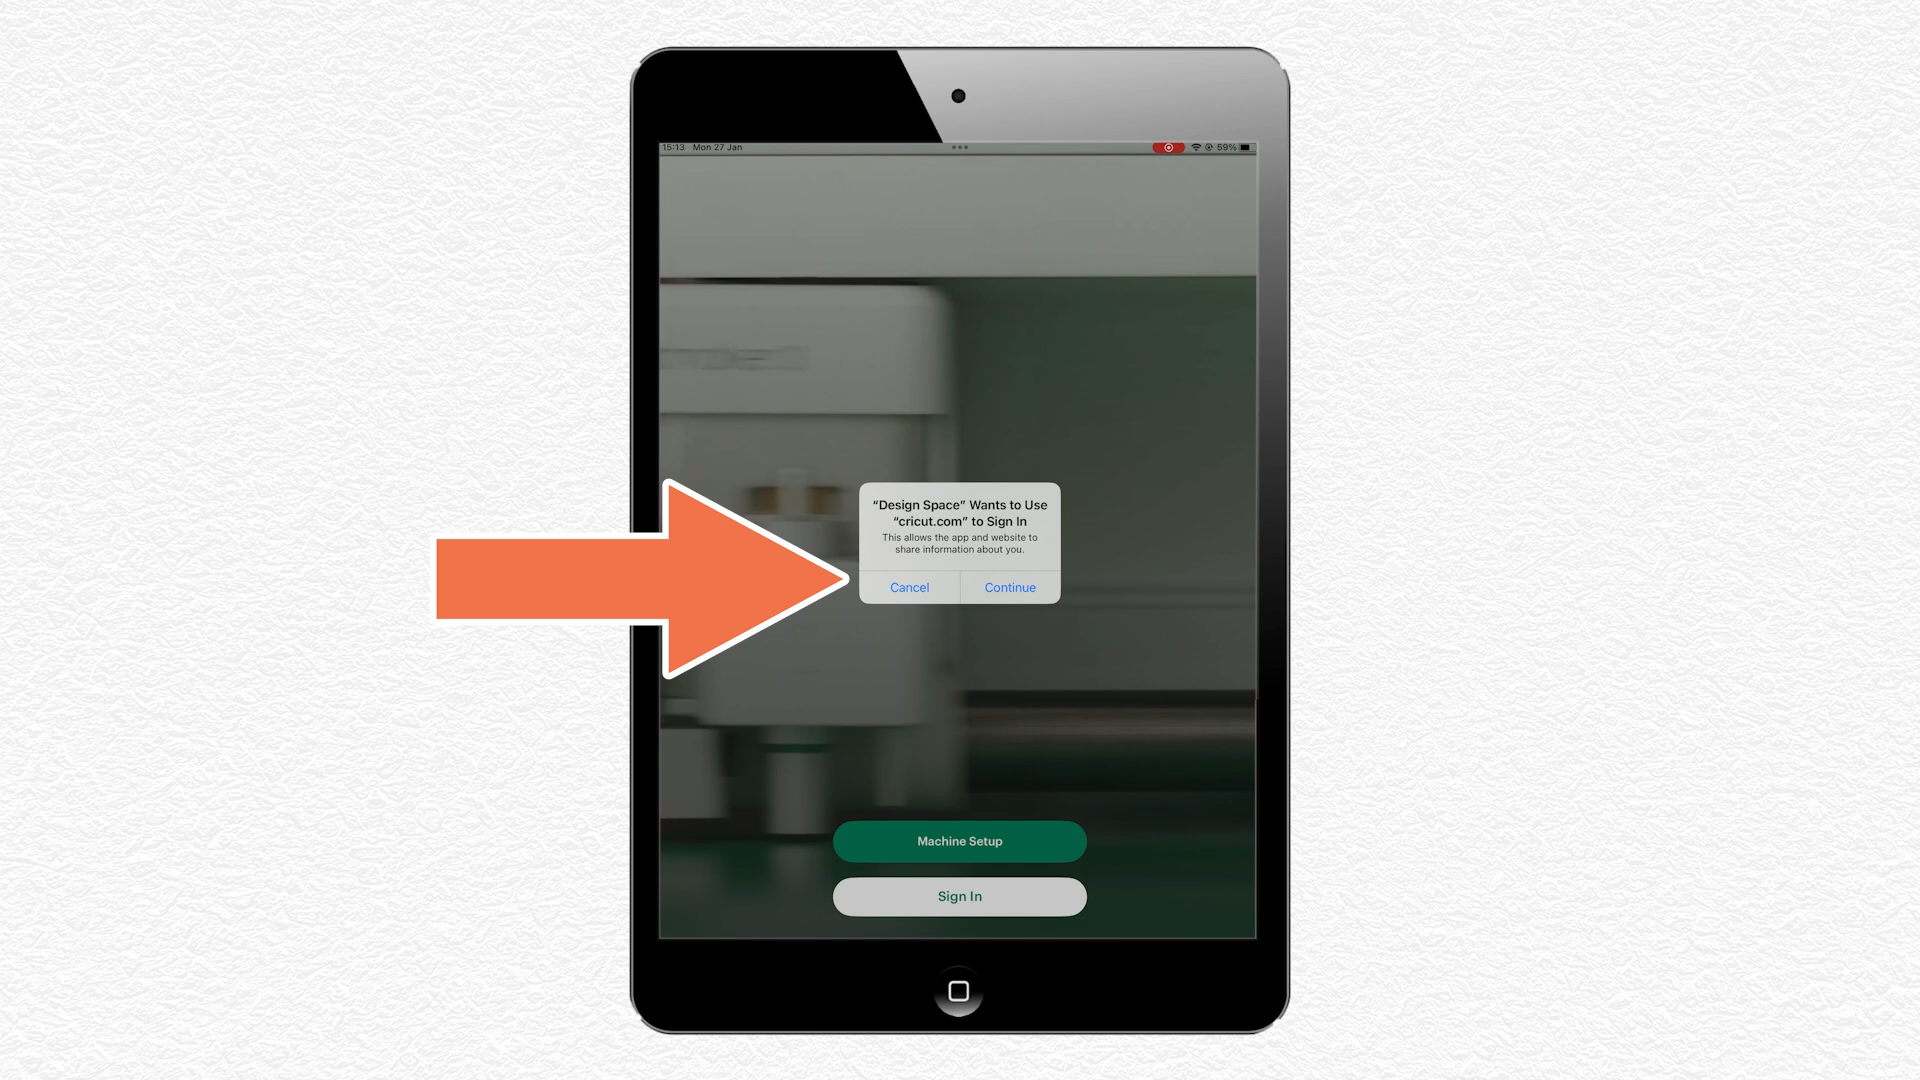 15:13 Mon 27 Jan
59%
“Design Space” Wants to Use
“cricut.com” to Sign In
This allows the app and website to
share information about you.
Cancel Continue
Machine Setup
Sign In